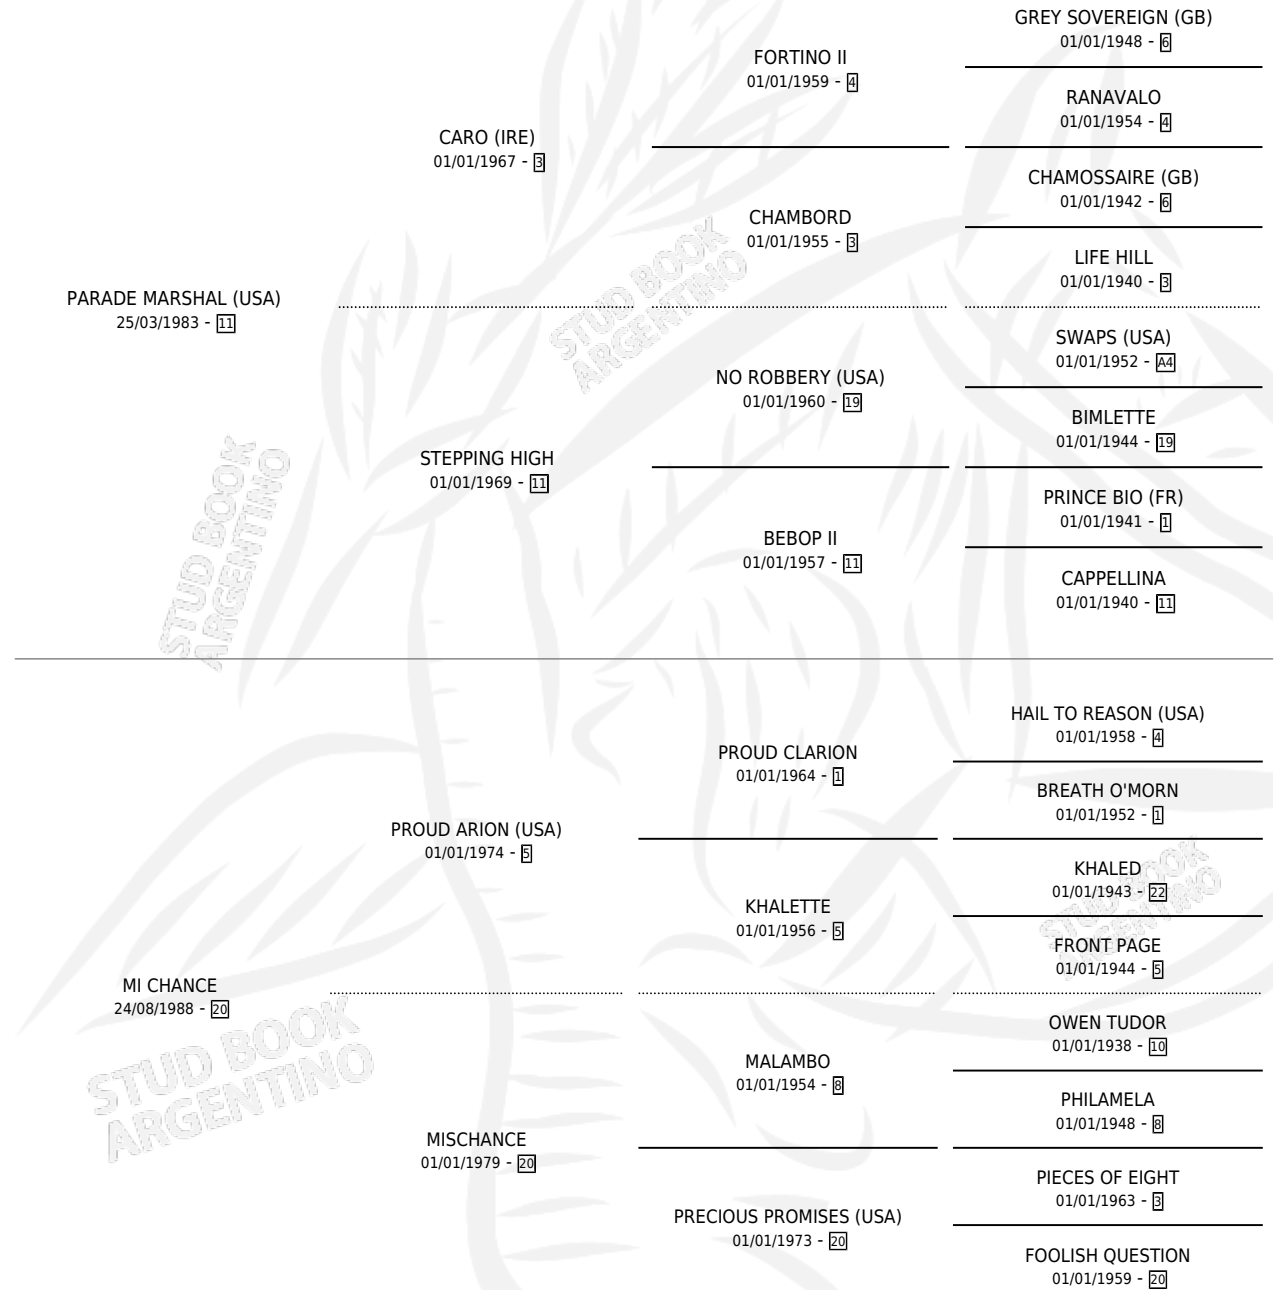 GREY SOVEREIGN (GB)
01/01/1948 - 6
FORTINO II
01/01/1959 - 4
RANAVALO
01/01/1954 - 4
CARO (IRE)
01/01/1967 - 3
CHAMOSSAIRE (GB)
01/01/1942 - 6
CHAMBORD
01/01/1955 - 3
LIFE HILL
01/01/1940 - 3
PARADE MARSHAL (USA)
25/03/1983 - 11
SWAPS (USA)
01/01/1952 - A4
NO ROBBERY (USA)
01/01/1960 - 19
BIMLETTE
01/01/1944 - 19
STEPPING HIGH
01/01/1969 - 11
PRINCE BIO (FR)
01/01/1941 - 1
BEBOP II
01/01/1957 - 11
CAPPELLINA
01/01/1940 - 11
STUD BOOK
ARGENTINO
STUD BOOK
ARGENTINO
HAIL TO REASON (USA)
01/01/1958 - 4
PROUD CLARION
01/01/1964 - 1
BREATH O'MORN
01/01/1952 - 1
PROUD ARION (USA)
01/01/1974 - 5
KHALED
01/01/1943 - 22
KHALETTE
01/01/1956 - 5
FRONT PAGE
01/01/1944 - 5
MI CHANCE
24/08/1988 - 20
OWEN TUDOR
01/01/1938 - 10
MALAMBO
01/01/1954 - 8
PHILAMELA
01/01/1948 - 8
MISCHANCE
01/01/1979 - 20
PIECES OF EIGHT
01/01/1963 - 3
PRECIOUS PROMISES (USA)
01/01/1973 - 20
FOOLISH QUESTION
01/01/1959 - 20
STUD BOOK
ARGENTINO
STUD BOOK
ARGENTINO